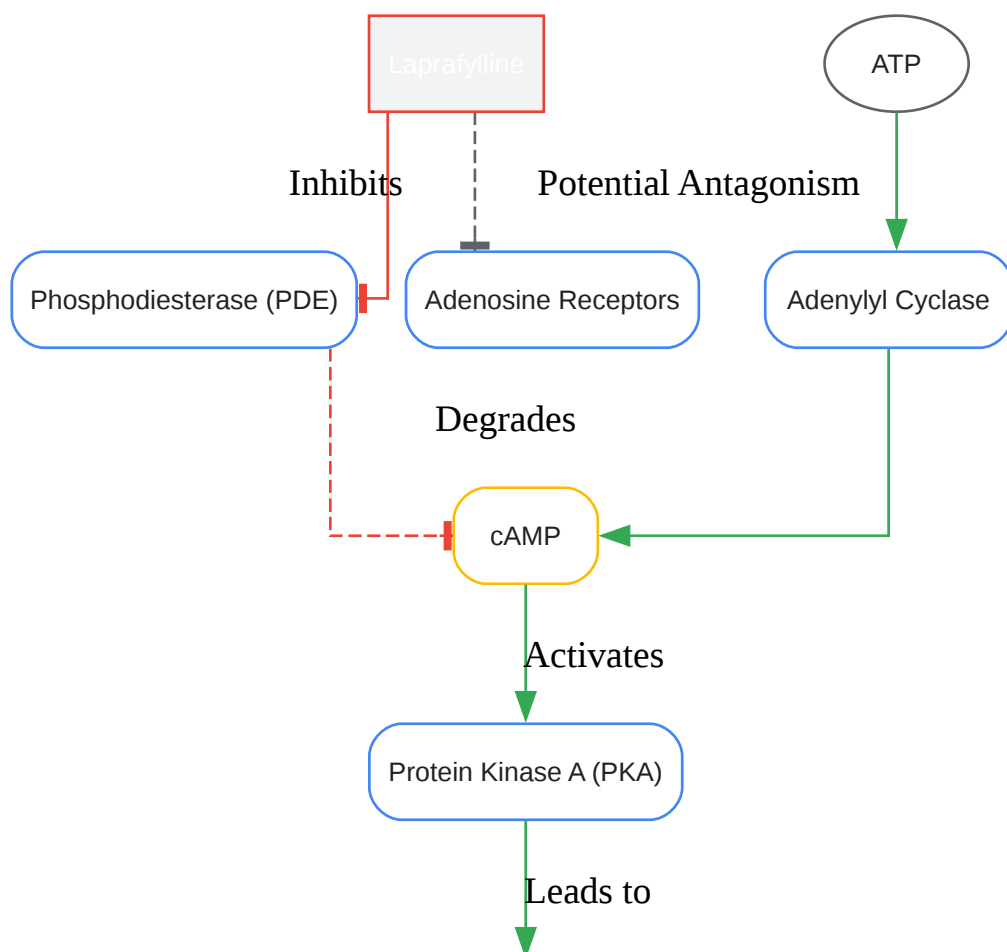 Laprafylline
ATP
Inhibits
Potential Antagonism
Phosphodiesterase (PDE)
Adenosine Receptors
Adenylyl Cyclase
Degrades
cAMP
Activates
Protein Kinase A (PKA)
Leads to